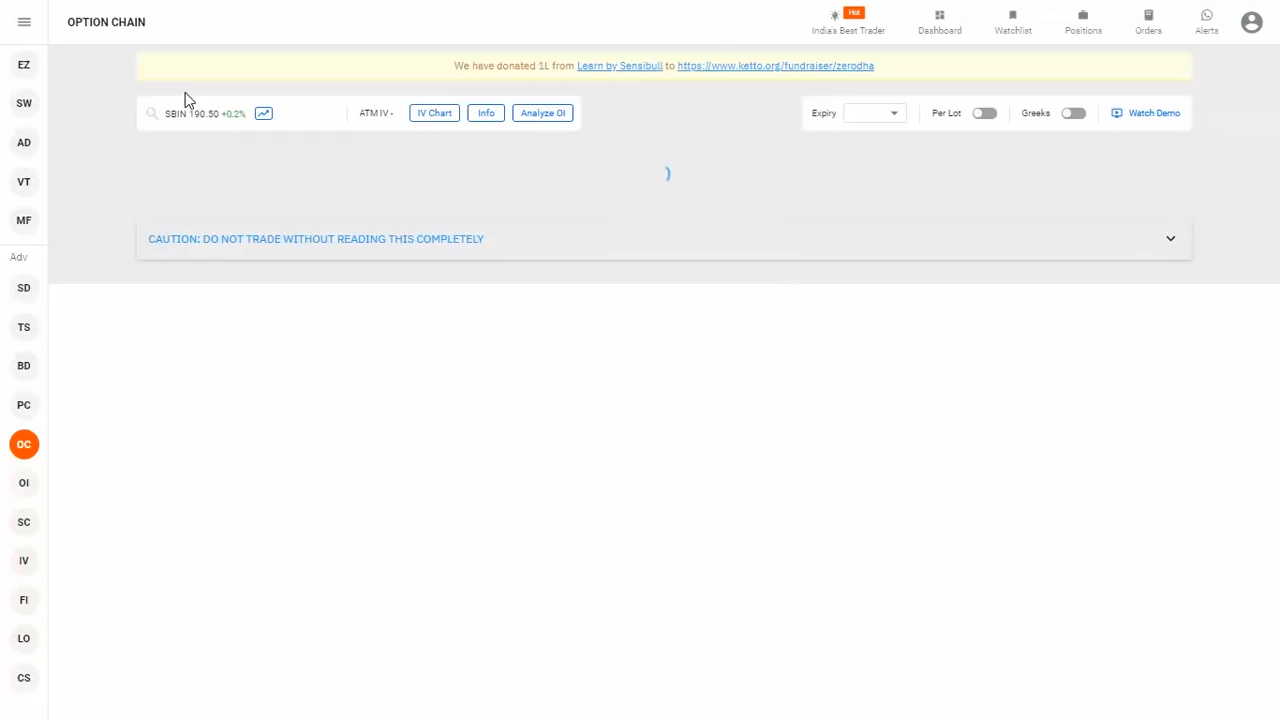 OPTION CHAIN
Hot
India's Best Trader
Dashboard
Watchlist
Positions
Orders
Alerts
EZ
SW
AD
VT
MF
Adv
SD
TS
BD
PC
OC
OI
SC
IV
FI
LO
CS
We have donated 1L from Learn by Sensibull to https://www.ketto.org/fundraiser/zerodha
SBIN 190.50 +0.2%
ATM IV -
IV Chart
Info
Analyze OI
Expiry
Per Lot
Greeks
Watch Demo
CAUTION: DO NOT TRADE WITHOUT READING THIS COMPLETELY